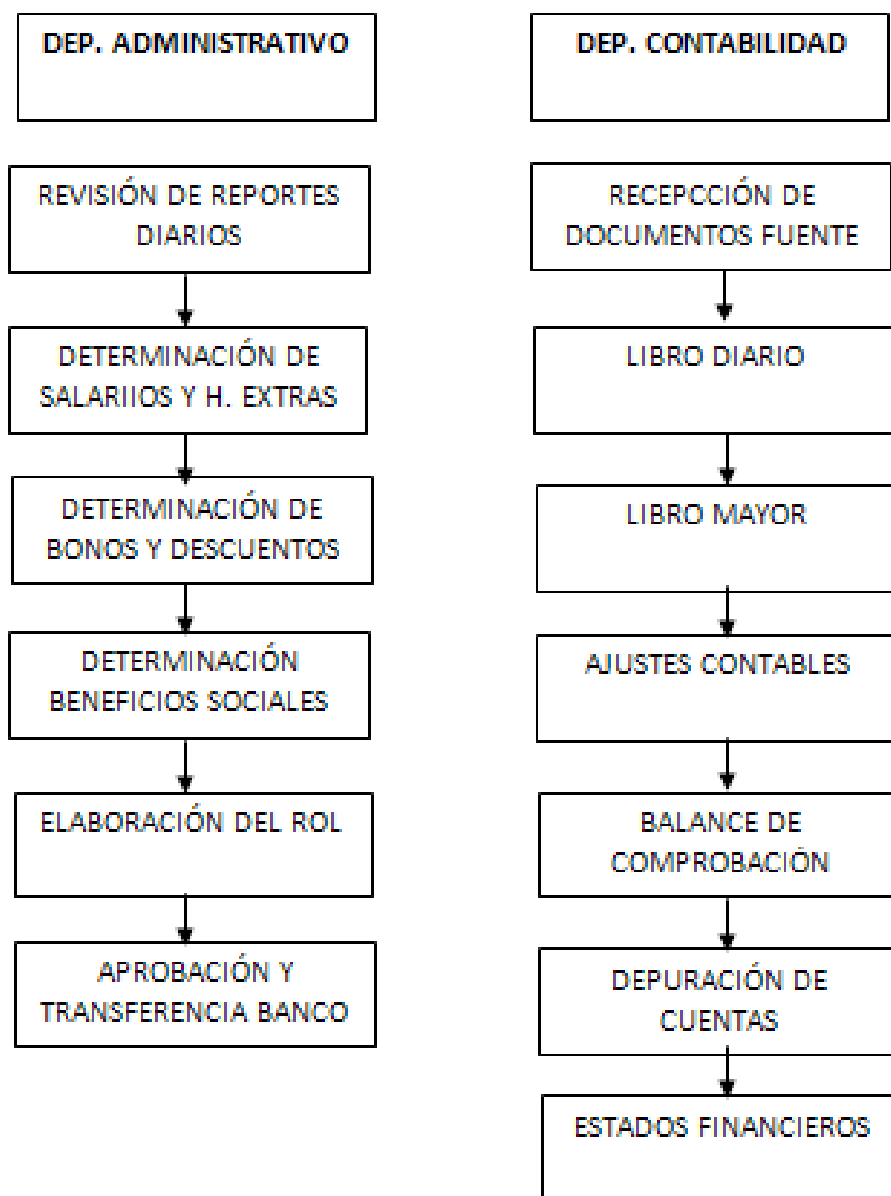 DEP. ADMINISTRATIVO
REVISIÓN DE REPORTES
DIARIOS
DETERMINACIÓN DE
SALARIIOS Y H. EXTRAS
DETERMINACIÓN DE
BONOS Y DESCUENTOS
DETERMINACIÓN
BENEFICIOS SOCIALES
ELABORACIÓN DEL ROL
APROBACIÓN Y
TRANSFERENCIA BANCO
DEP. CONTABILIDAD
RECEPCCIÓN DE
DOCUMENTOS FUENTE
LIBRO DIARIO
LIBRO MAYOR
AJUSTES CONTABLES
BALANCE DE
COMPROBACIÓN
DEPURACIÓN DE
CUENTAS
ESTADOS FINANCIEROS